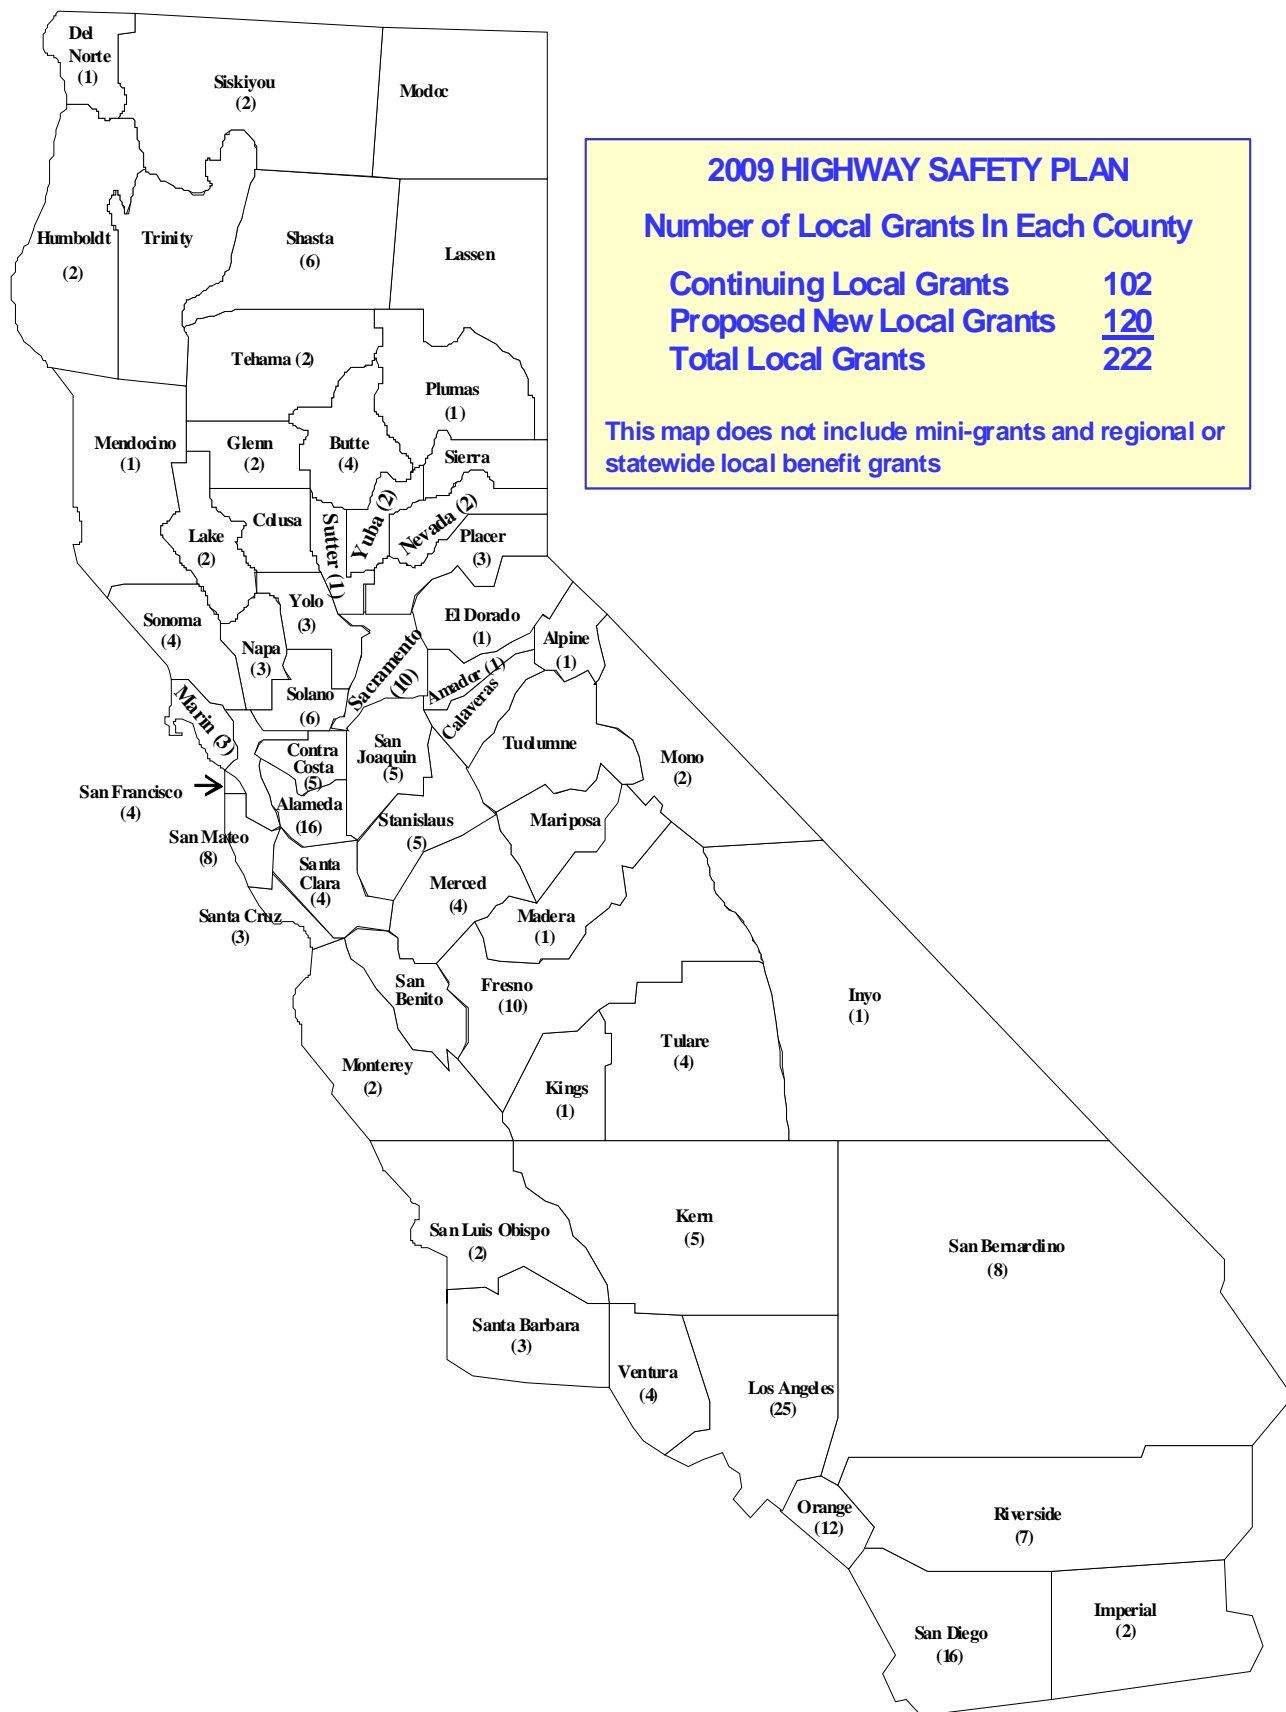 Del
Norte
(1)
Siskiyou
(2)
Modoc
2009 HIGHWAY SAFETY PLAN
Number of Local Grants In Each County
Continuing Local Grants 102
Proposed New Local Grants 120
Total Local Grants 222
This map does not include mini-grants and regional or
statewide local benefit grants
Humboldt
(2)
Trinity
Shasta
(6)
Lassen
Tehama (2)
Plumas
(1)
Mendocino
(1)
Glenn
(2)
Butte
(4)
Sierra
Colusa
Sutter (1)
Yuba (2)
Nevada (2)
Lake
(2)
Placer
(3)
Sonoma
(4)
Napa
(3)
Yolo
(3)
Sacramento
(10)
El Dorado
(1)
Alpine
(1)
Amador (1)
Calaveras
Solano
(6)
Marin (3)
Contra
Costa
(5)
San
Joaquin
(5)
Tuolumne
Mono
(2)
San Francisco
(4)
Alameda
(16)
Stanislaus
(5)
Mariposa
San Mateo
(8)
Santa
Clara
(4)
Merced
(4)
Madera
(1)
Santa Cruz
(3)
San
Benito
Fresno
(10)
Inyo
(1)
Monterey
(2)
Kings
(1)
Tulare
(4)
San Luis Obispo
(2)
Kern
(5)
San Bernardino
(8)
Santa Barbara
(3)
Ventura
(4)
Los Angeles
(25)
Orange
(12)
Riverside
(7)
San Diego
(16)
Imperial
(2)